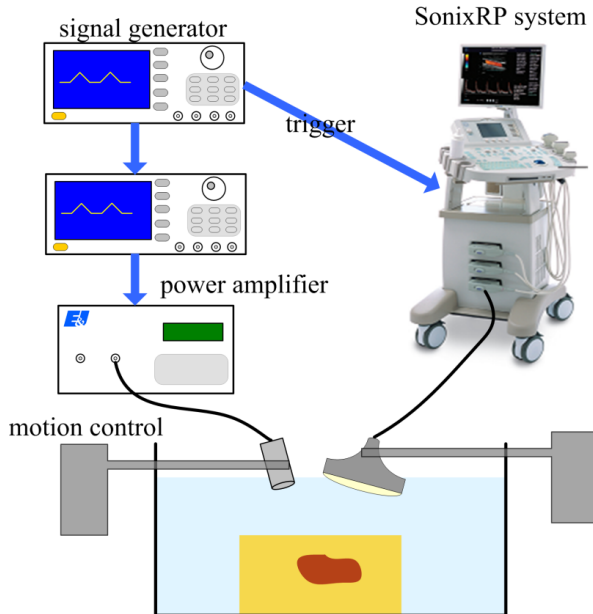 signal generator
SonixRP system
trigger
power amplifier
E&I
motion control